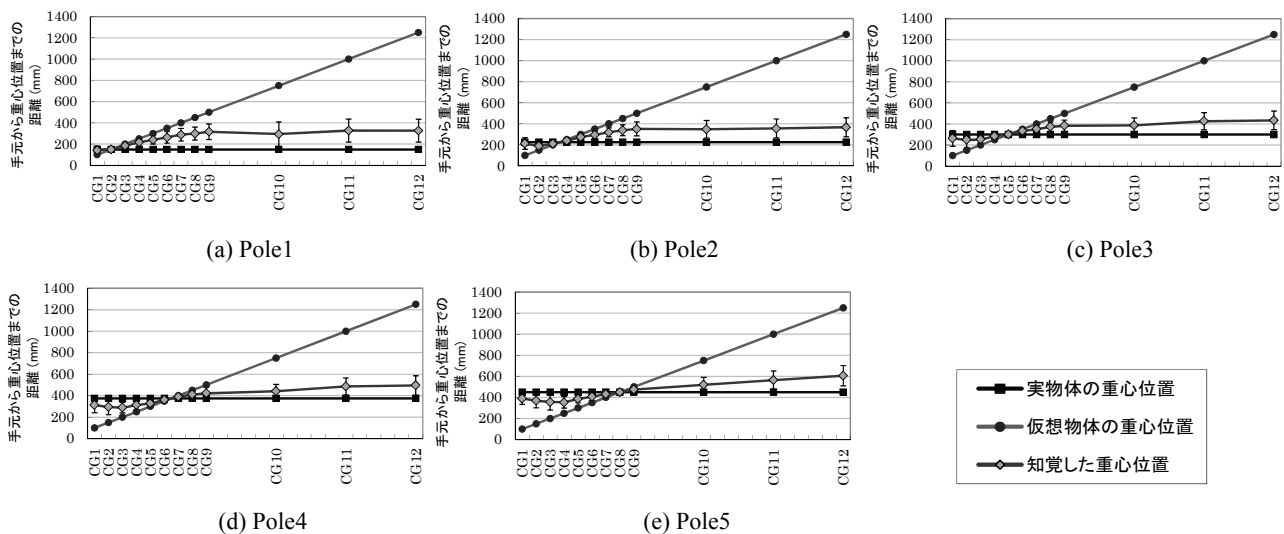 手元から重心位置までの
距離 (mm)
1400
1200
1000
800
600
400
200
0
CG1
CG2
CG3
CG4
CG5
CG6
CG7
CG8
CG9
CG10
CG11
CG12
(a) Pole1
手元から重心位置までの
距離 (mm)
1400
1200
1000
800
600
400
200
0
CG1
CG2
CG3
CG4
CG5
CG6
CG7
CG8
CG9
CG10
CG11
CG12
(b) Pole2
手元から重心位置までの
距離 (mm)
1400
1200
1000
800
600
400
200
0
CG1
CG2
CG3
CG4
CG5
CG6
CG7
CG8
CG9
CG10
CG11
CG12
(c) Pole3
手元から重心位置までの
距離 (mm)
1400
1200
1000
800
600
400
200
0
CG1
CG2
CG3
CG4
CG5
CG6
CG7
CG8
CG9
CG10
CG11
CG12
(d) Pole4
手元から重心位置までの
距離 (mm)
1400
1200
1000
800
600
400
200
0
CG1
CG2
CG3
CG4
CG5
CG6
CG7
CG8
CG9
CG10
CG11
CG12
(e) Pole5
実物体の重心位置
仮想物体の重心位置
知覚した重心位置